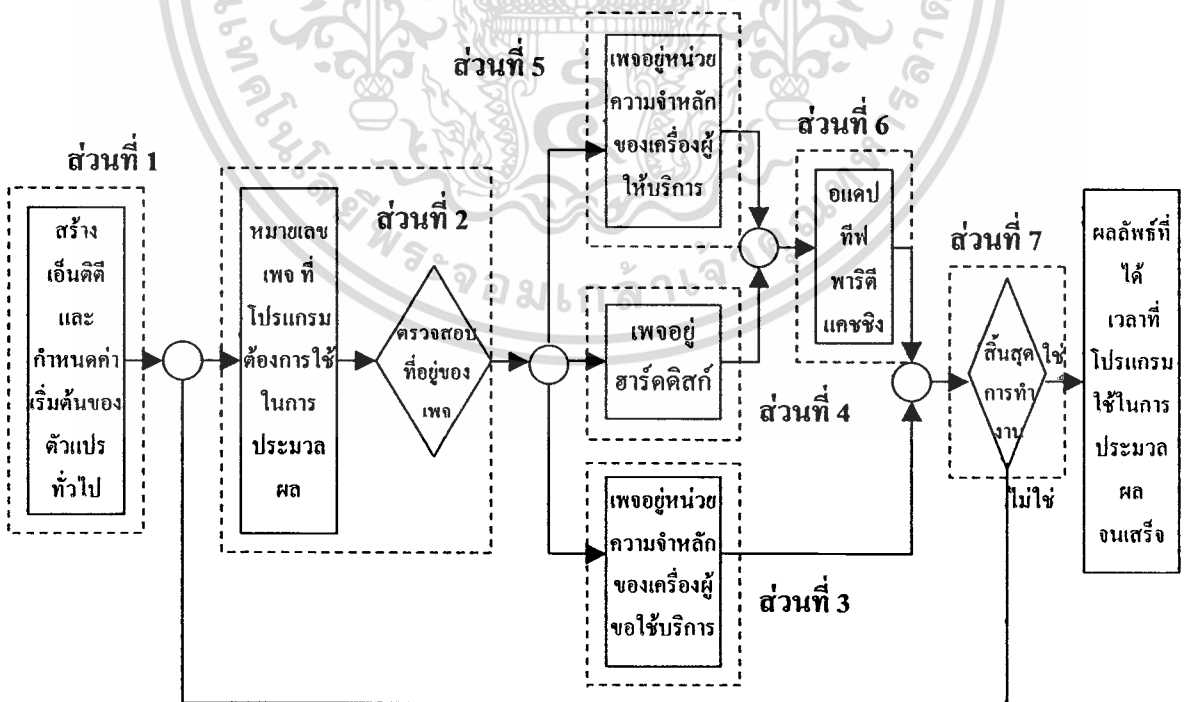 ส่วนที่ 1
สร้าง
เอ็นติตี
และ
กำหนดค่า
เริ่มต้นของ
ตัวแปร
ทั่วไป
ส่วนที่ 2
หมายเลข
เพจ ที่
โปรแกรม
ต้องการใช้
ในการ
ประมวล
ผล
ตรวจสอบ
ที่อยู่ของ
เพจ
ส่วนที่ 5
เพจอยู่หน่วย
ความจำหลัก
ของเครื่องผู้
ให้บริการ
เพจอยู่
ฮาร์ดดิสก์
ส่วนที่ 4
เพจอยู่หน่วย
ความจำหลัก
ของเครื่องผู้
ขอใช้บริการ
ส่วนที่ 3
ส่วนที่ 6
อแดป
ทีฟ
พาริตี
แคชชิง
ส่วนที่ 7
สิ้นสุด
การทำ
งาน
ใช่
ไม่ใช่
ผลลัพธ์ที่
ได้
เวลาที่
โปรแกรม
ใช้ในการ
ประมวล
ผล
จนเสร็จ